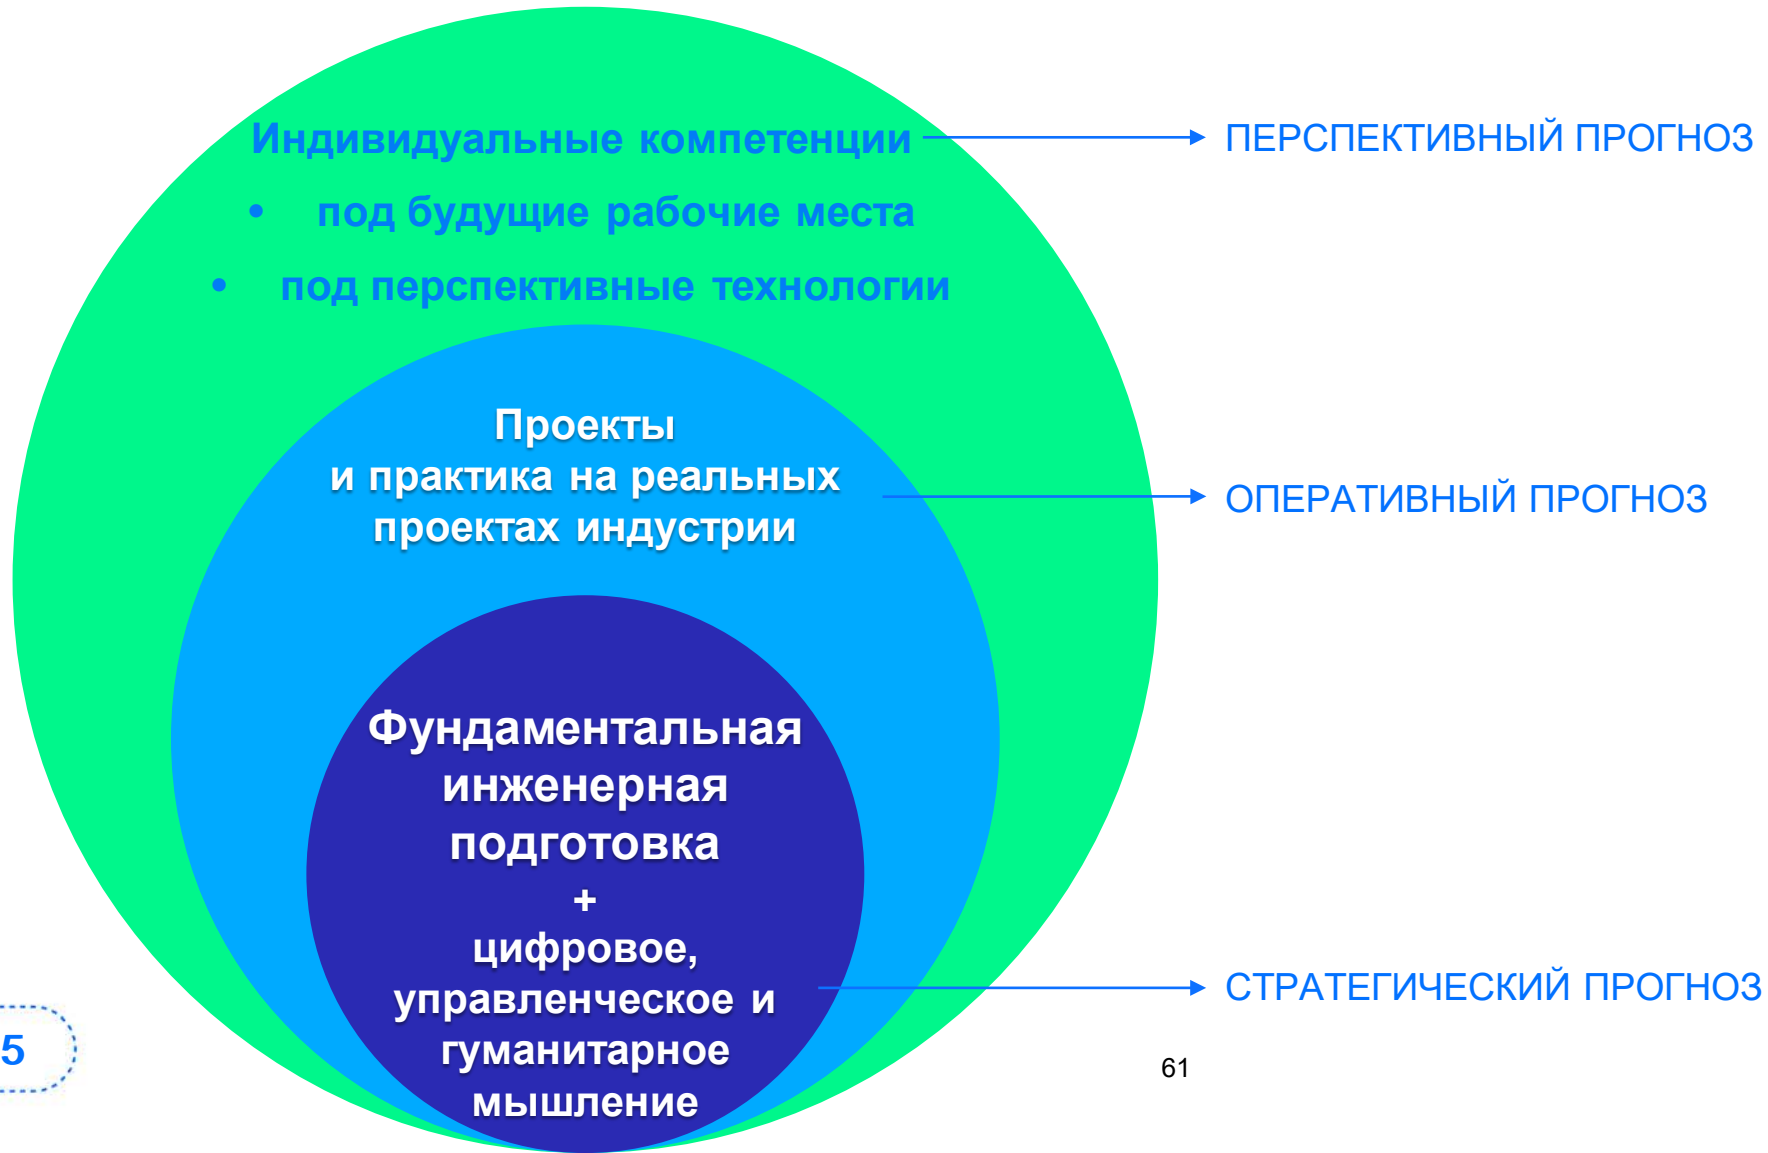 Индивидуальные компетенции
ПЕРСПЕКТИВНЫЙ ПРОГНОЗ
• под будущие рабочие места
• под перспективные технологии
Проекты
и практика на реальных
проектах индустрии
ОПЕРАТИВНЫЙ ПРОГНОЗ
Фундаментальная
инженерная
подготовка
+
цифровое,
управленческое и
гуманитарное
мышление
СТРАТЕГИЧЕСКИЙ ПРОГНОЗ
5
61